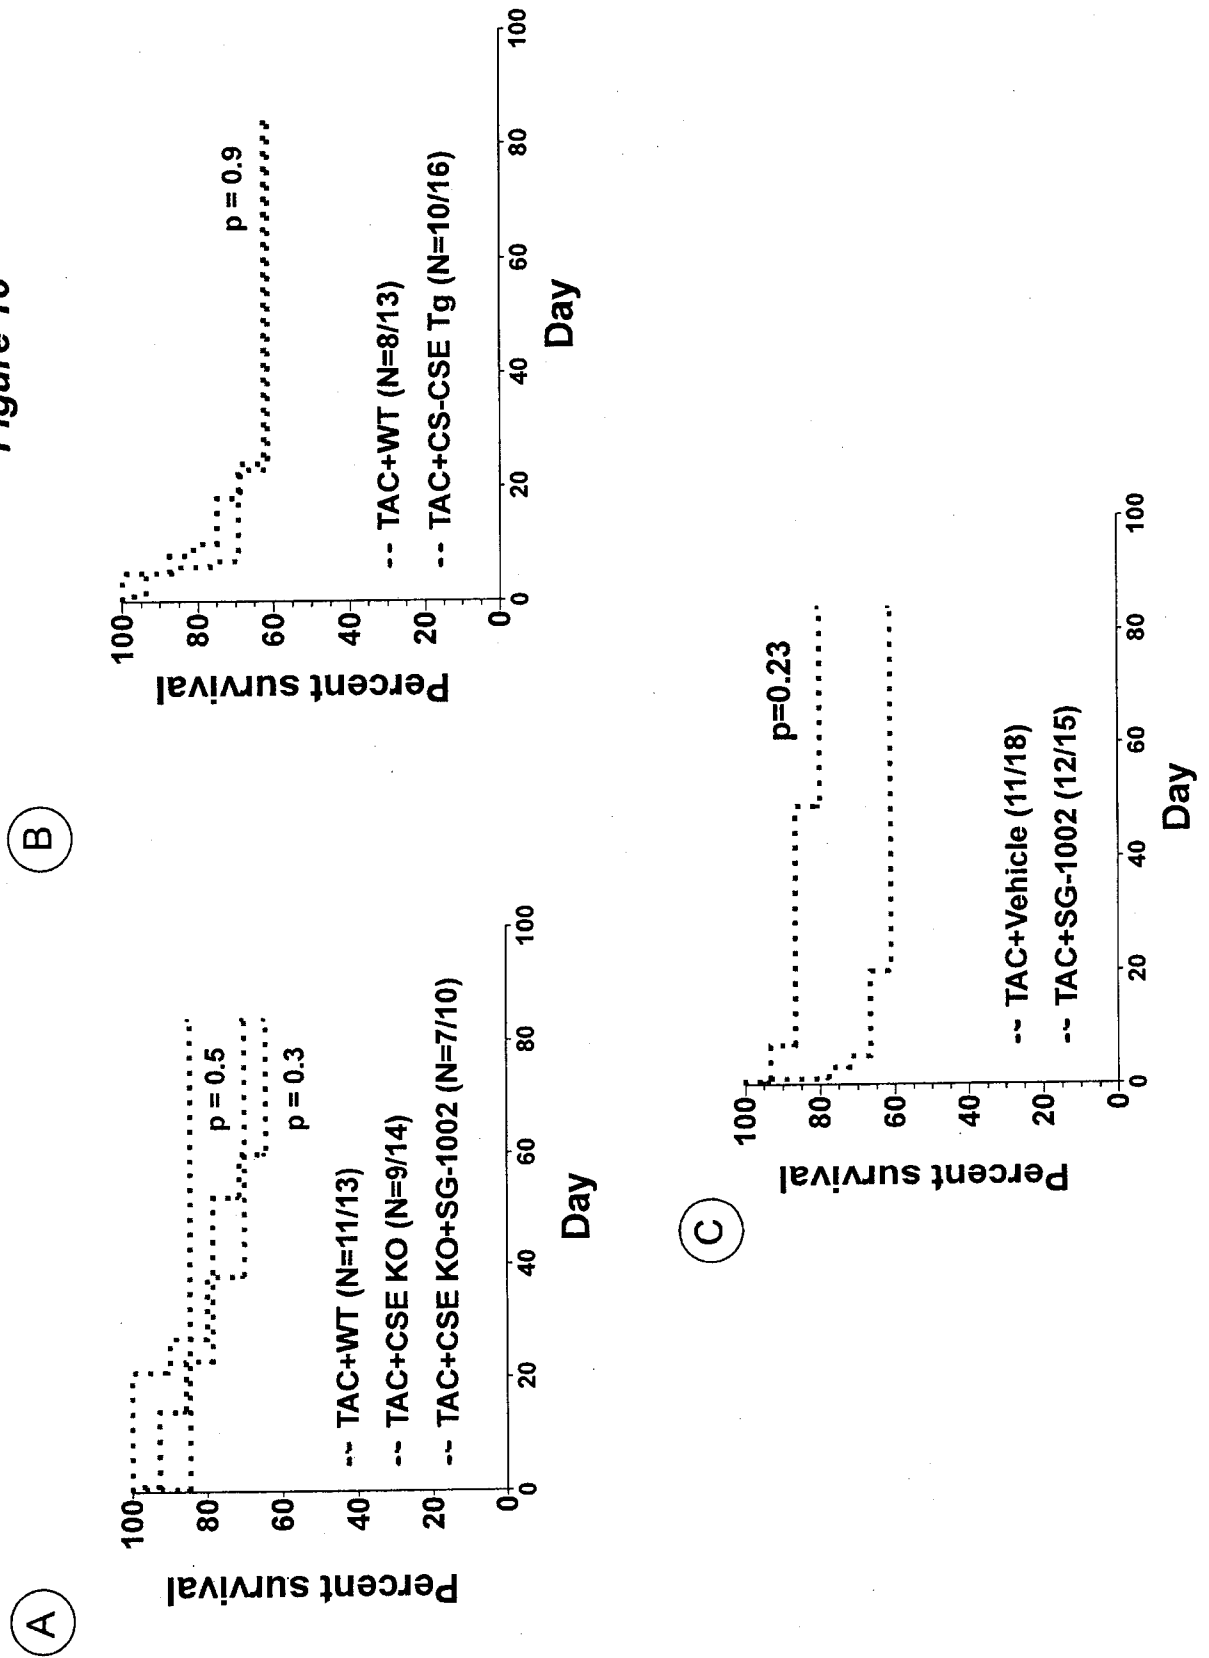 A
Percent survival
100
80
60
40
20
0
p = 0.5
p = 0.3
-- TAC+WT (N=11/13)
-- TAC+CSE KO (N=9/14)
-- TAC+CSE KO+SG-1002 (N=7/10)
0
20
40
60
80
100
Day
B
Percent survival
100
80
60
40
20
0
p = 0.9
-- TAC+WT (N=8/13)
-- TAC+CS-CSE Tg (N=10/16)
0
20
40
60
80
100
Day
C
Percent survival
100
80
60
40
20
0
p=0.23
-- TAC+Vehicle (11/18)
-- TAC+SG-1002 (12/15)
0
20
40
60
80
100
Day